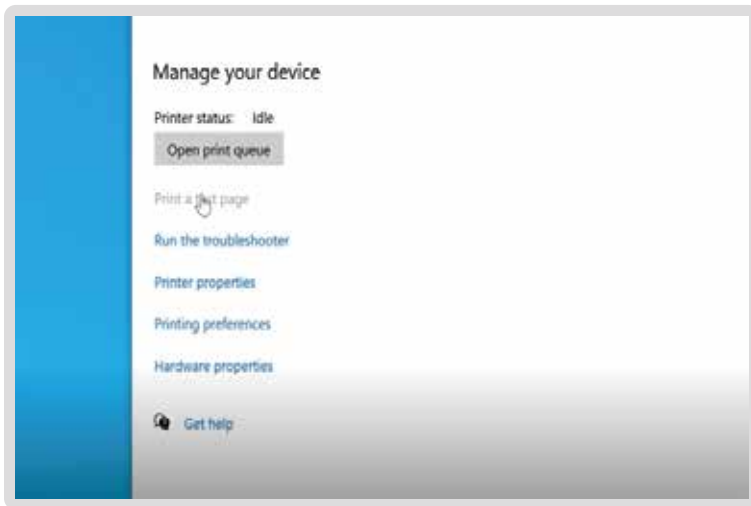 Manage your device
Printer status: Idle
Open print queue
Print a test page
Run the troubleshooter
Printer properties
Printing preferences
Hardware properties
Get help